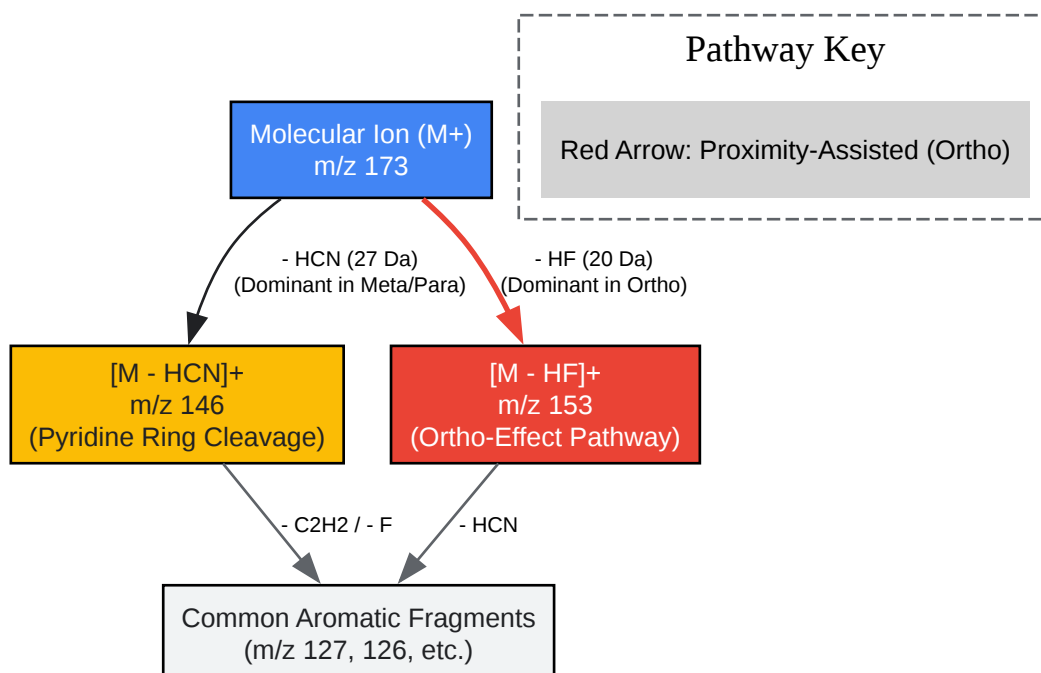 Pathway Key
Red Arrow: Proximity-Assisted (Ortho)
Molecular Ion (M+)
m/z 173
- HCN (27 Da)
(Dominant in Meta/Para)
- HF (20 Da)
(Dominant in Ortho)
[M - HCN]+
m/z 146
(Pyridine Ring Cleavage)
[M - HF]+
m/z 153
(Ortho-Effect Pathway)
- C2H2 / - F
- HCN
Common Aromatic Fragments
(m/z 127, 126, etc.)